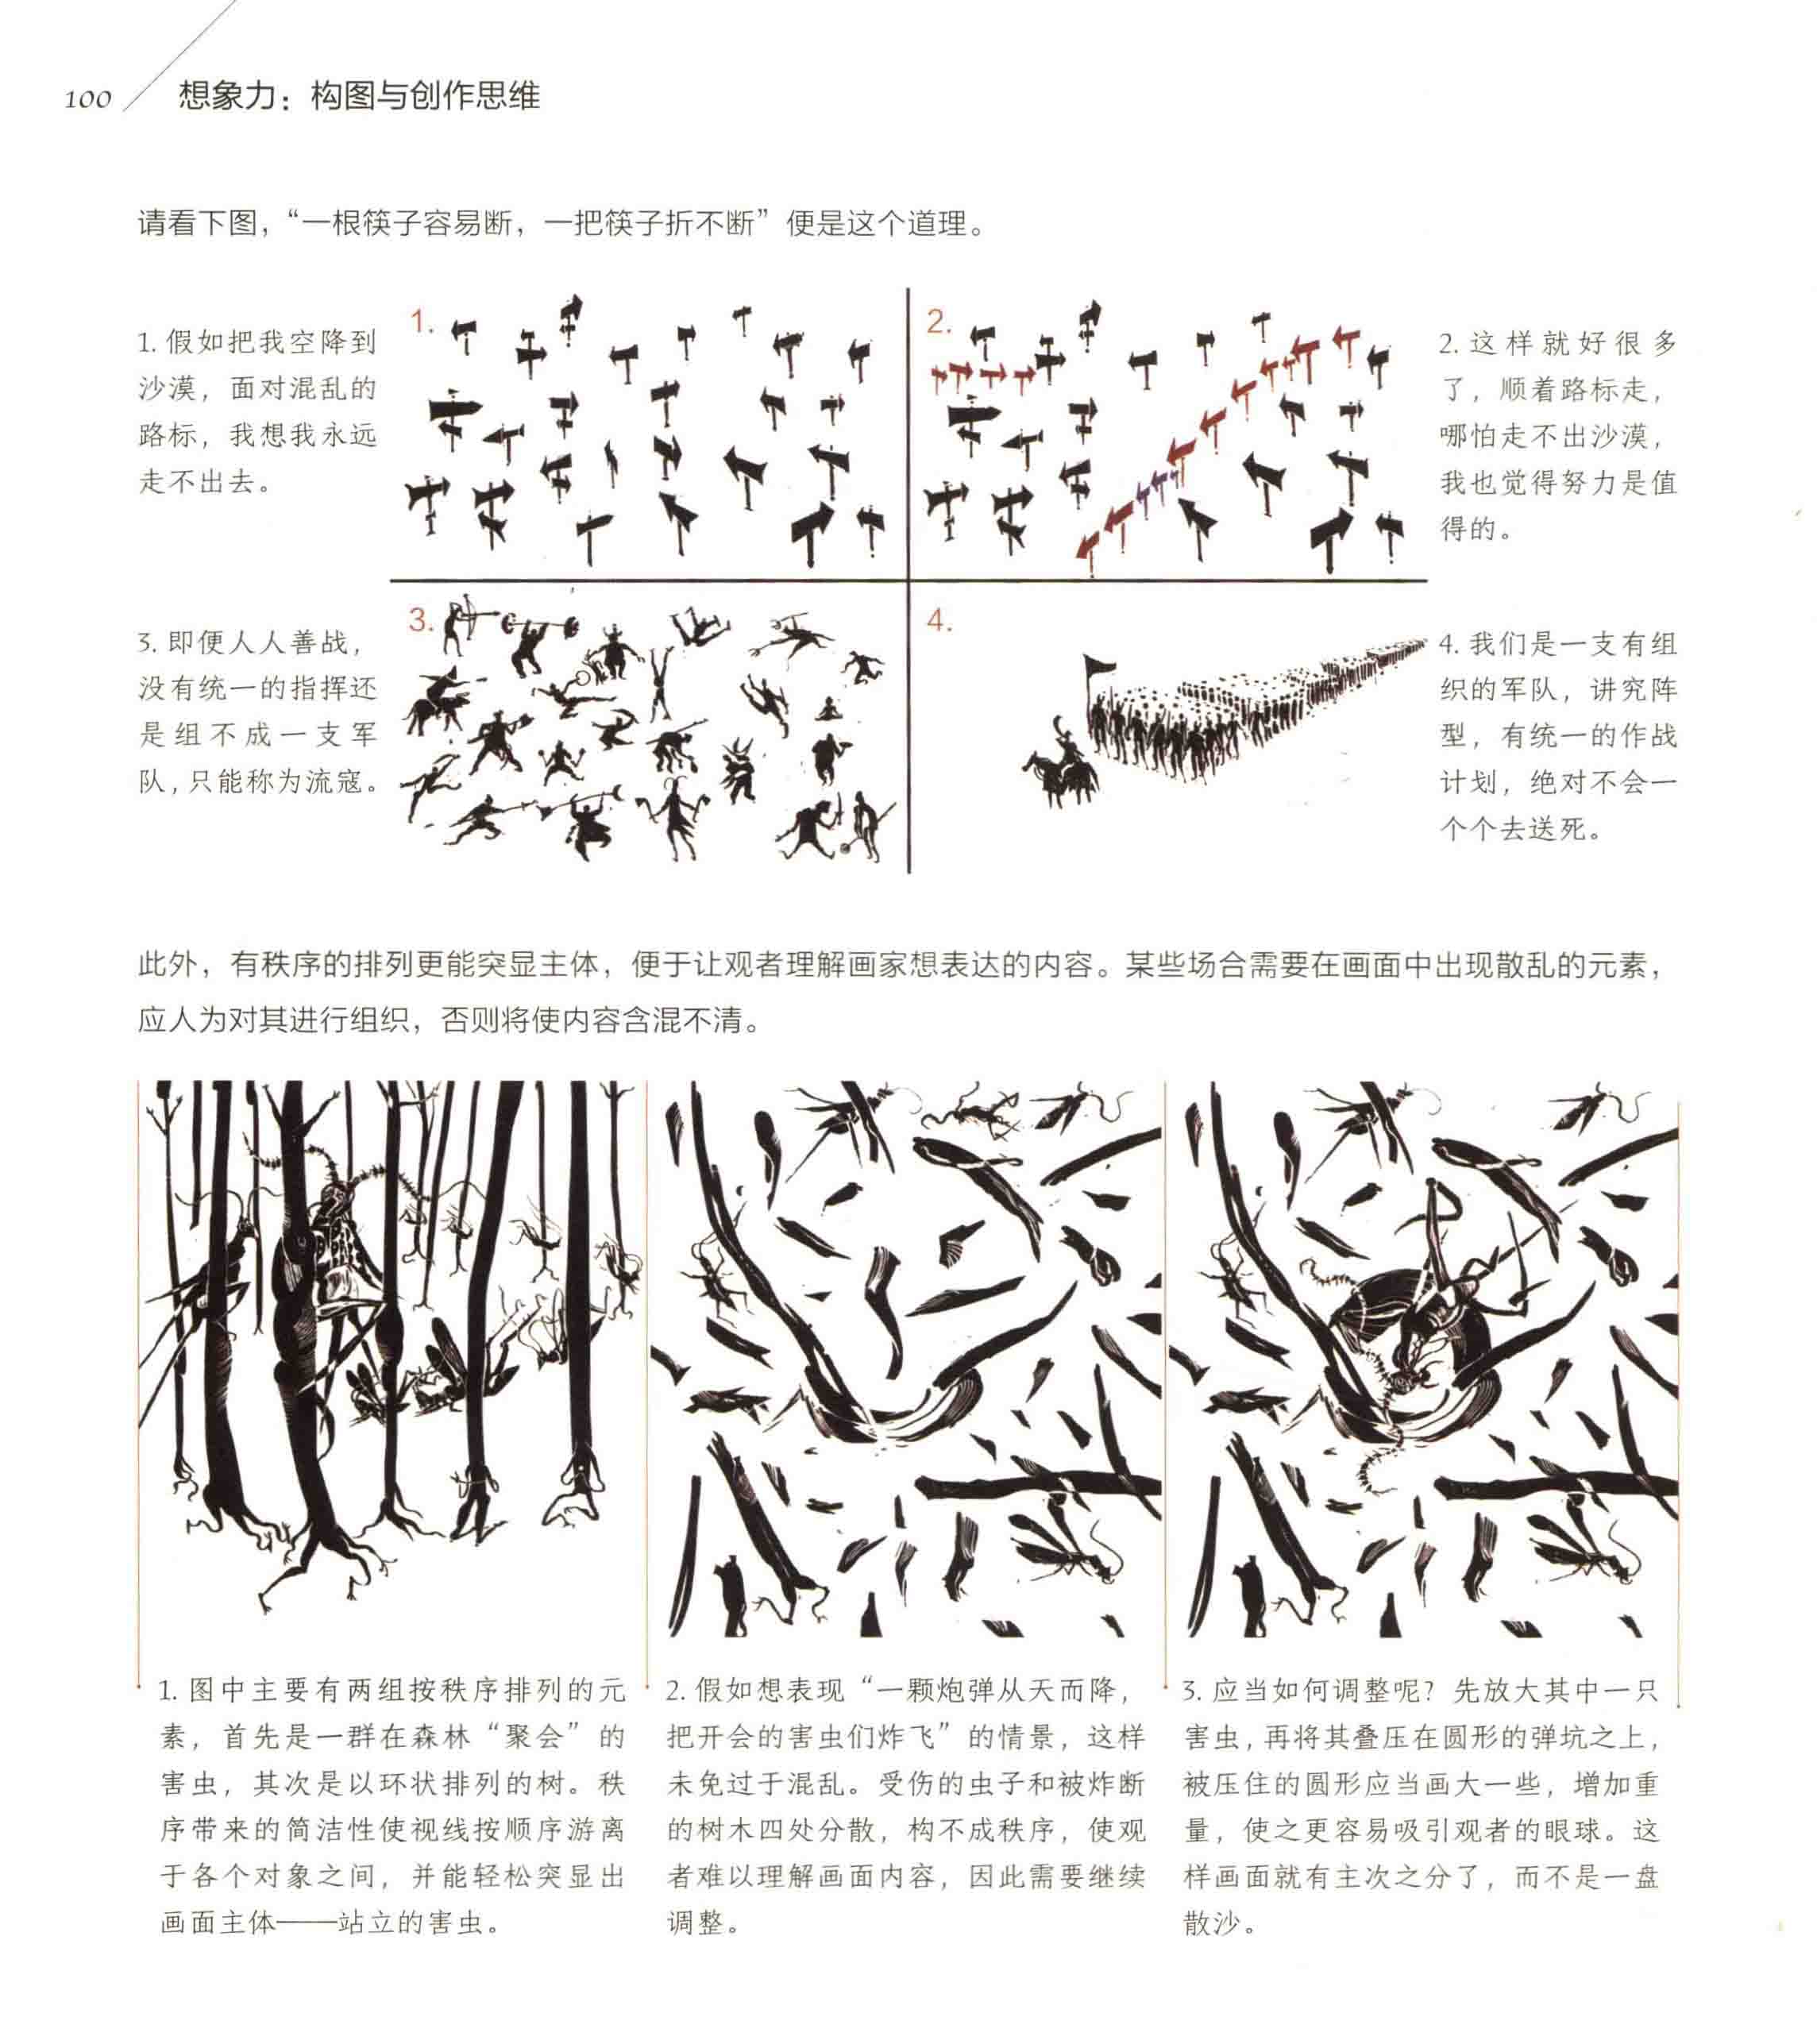 100
想象力：构图与创作思维
请看下图，“一根筷子容易断，一把筷子折不断”便是这个道理。
1. 假如把我空降到
沙漠，面对混乱的
路标，我想我永远
走不出去。
1.
2.
2. 这样就好很多
了，顺着路标走，
哪怕走不出沙漠，
我也觉得努力是值
得的。
3. 即便人人善战，
没有统一的指挥还
是组不成一支军
队，只能称为流寇。
3.
4.
4. 我们是一支有组
织的军队，讲究阵
型，有统一的作战
计划，绝对不会一
个个去送死。
此外，有秩序的排列更能突显主体，便于让观者理解画家想表达的内容。某些场合需要在画面中出现散乱的元素，
应人为对其进行组织，否则将使内容含混不清。
1. 图中主要有两组按秩序排列的元
素，首先是一群在森林“聚会”的
害虫，其次是以环状排列的树。秩
序带来的简洁性使视线按顺序游离
于各个对象之间，并能轻松突显出
画面主体——站立的害虫。
2. 假如想表现“一颗炮弹从天而降，
把开会的害虫们炸飞”的情景，这样
未免过于混乱。受伤的虫子和被炸断
的树木四处分散，构不成秩序，使观
者难以理解画面内容，因此需要继续
调整。
3. 应当如何调整呢？先放大其中一只
害虫，再将其叠压在圆形的弹坑之上，
被压住的圆形应当画大一些，增加重
量，使之更容易吸引观者的眼球。这
样画面就有主次之分了，而不是一盘
散沙。